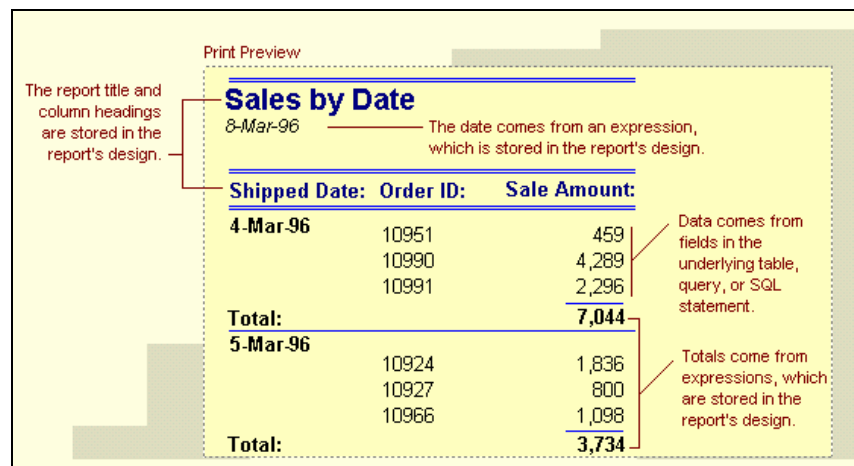 Print Preview
The report title and
column headings
are stored in the
report's design.
Sales by Date
8-Mar-96
The date comes from an expression,
which is stored in the report's design.
Shipped Date: Order ID: Sale Amount:
4-Mar-96
10951 459
10990 4,289
10991 2,296
Total: 7,044
Data comes from
fields in the
underlying table,
query, or SQL
statement.
5-Mar-96
10924 1,836
10927 800
10966 1,098
Total: 3,734
Totals come from
expressions, which
are stored in the
report's design.